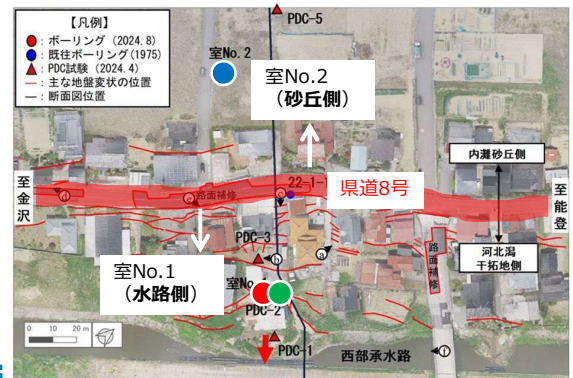 【凡例】
：ボーリング（2024.8）
：既往ボーリング(1975)
：PDC試験（2024.4）
：主な地盤変状の位置
：断面図位置
PDC-5
室No.2
室No.2
（砂丘側）
内灘砂丘側
至金沢
ⓓ
路面補修
22-1-1
ⓒ
県道8号
至能登
PDC-3
ⓑ
ⓐ
路面補修
河北潟
干拓地側
室No.1
（水路側）
室No
PDC-2
0 10 20 m
PDC-1
西部承水路
ⓕ